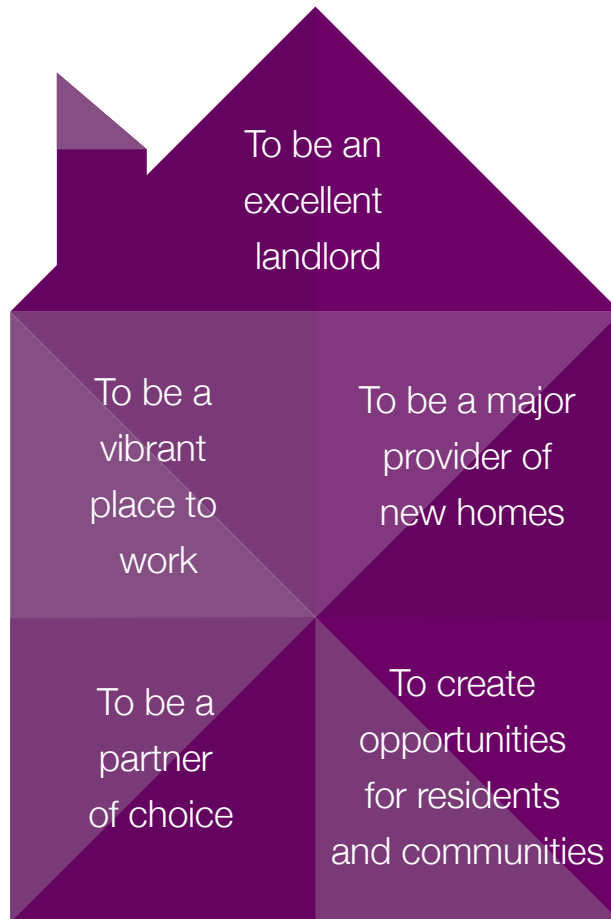 To be an
excellent
landlord
To be a
vibrant
place to
work
To be a major
provider of
new homes
To be a
partner
of choice
To create
opportunities
for residents
and communities